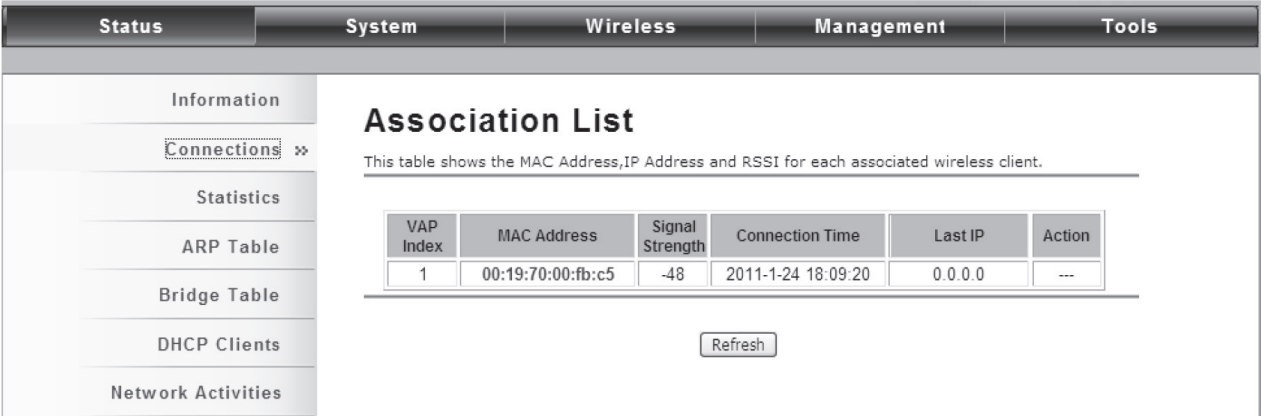 Status System Wireless Management Tools
Information
Connections »
Statistics
ARP Table
Bridge Table
DHCP Clients
Network Activities
Association List
This table shows the MAC Address,IP Address and RSSI for each associated wireless client.
VAP Index MAC Address Signal Strength Connection Time Last IP Action
1 00:19:70:00:fb:c5 -48 2011-1-24 18:09:20 0.0.0.0 ---
Refresh